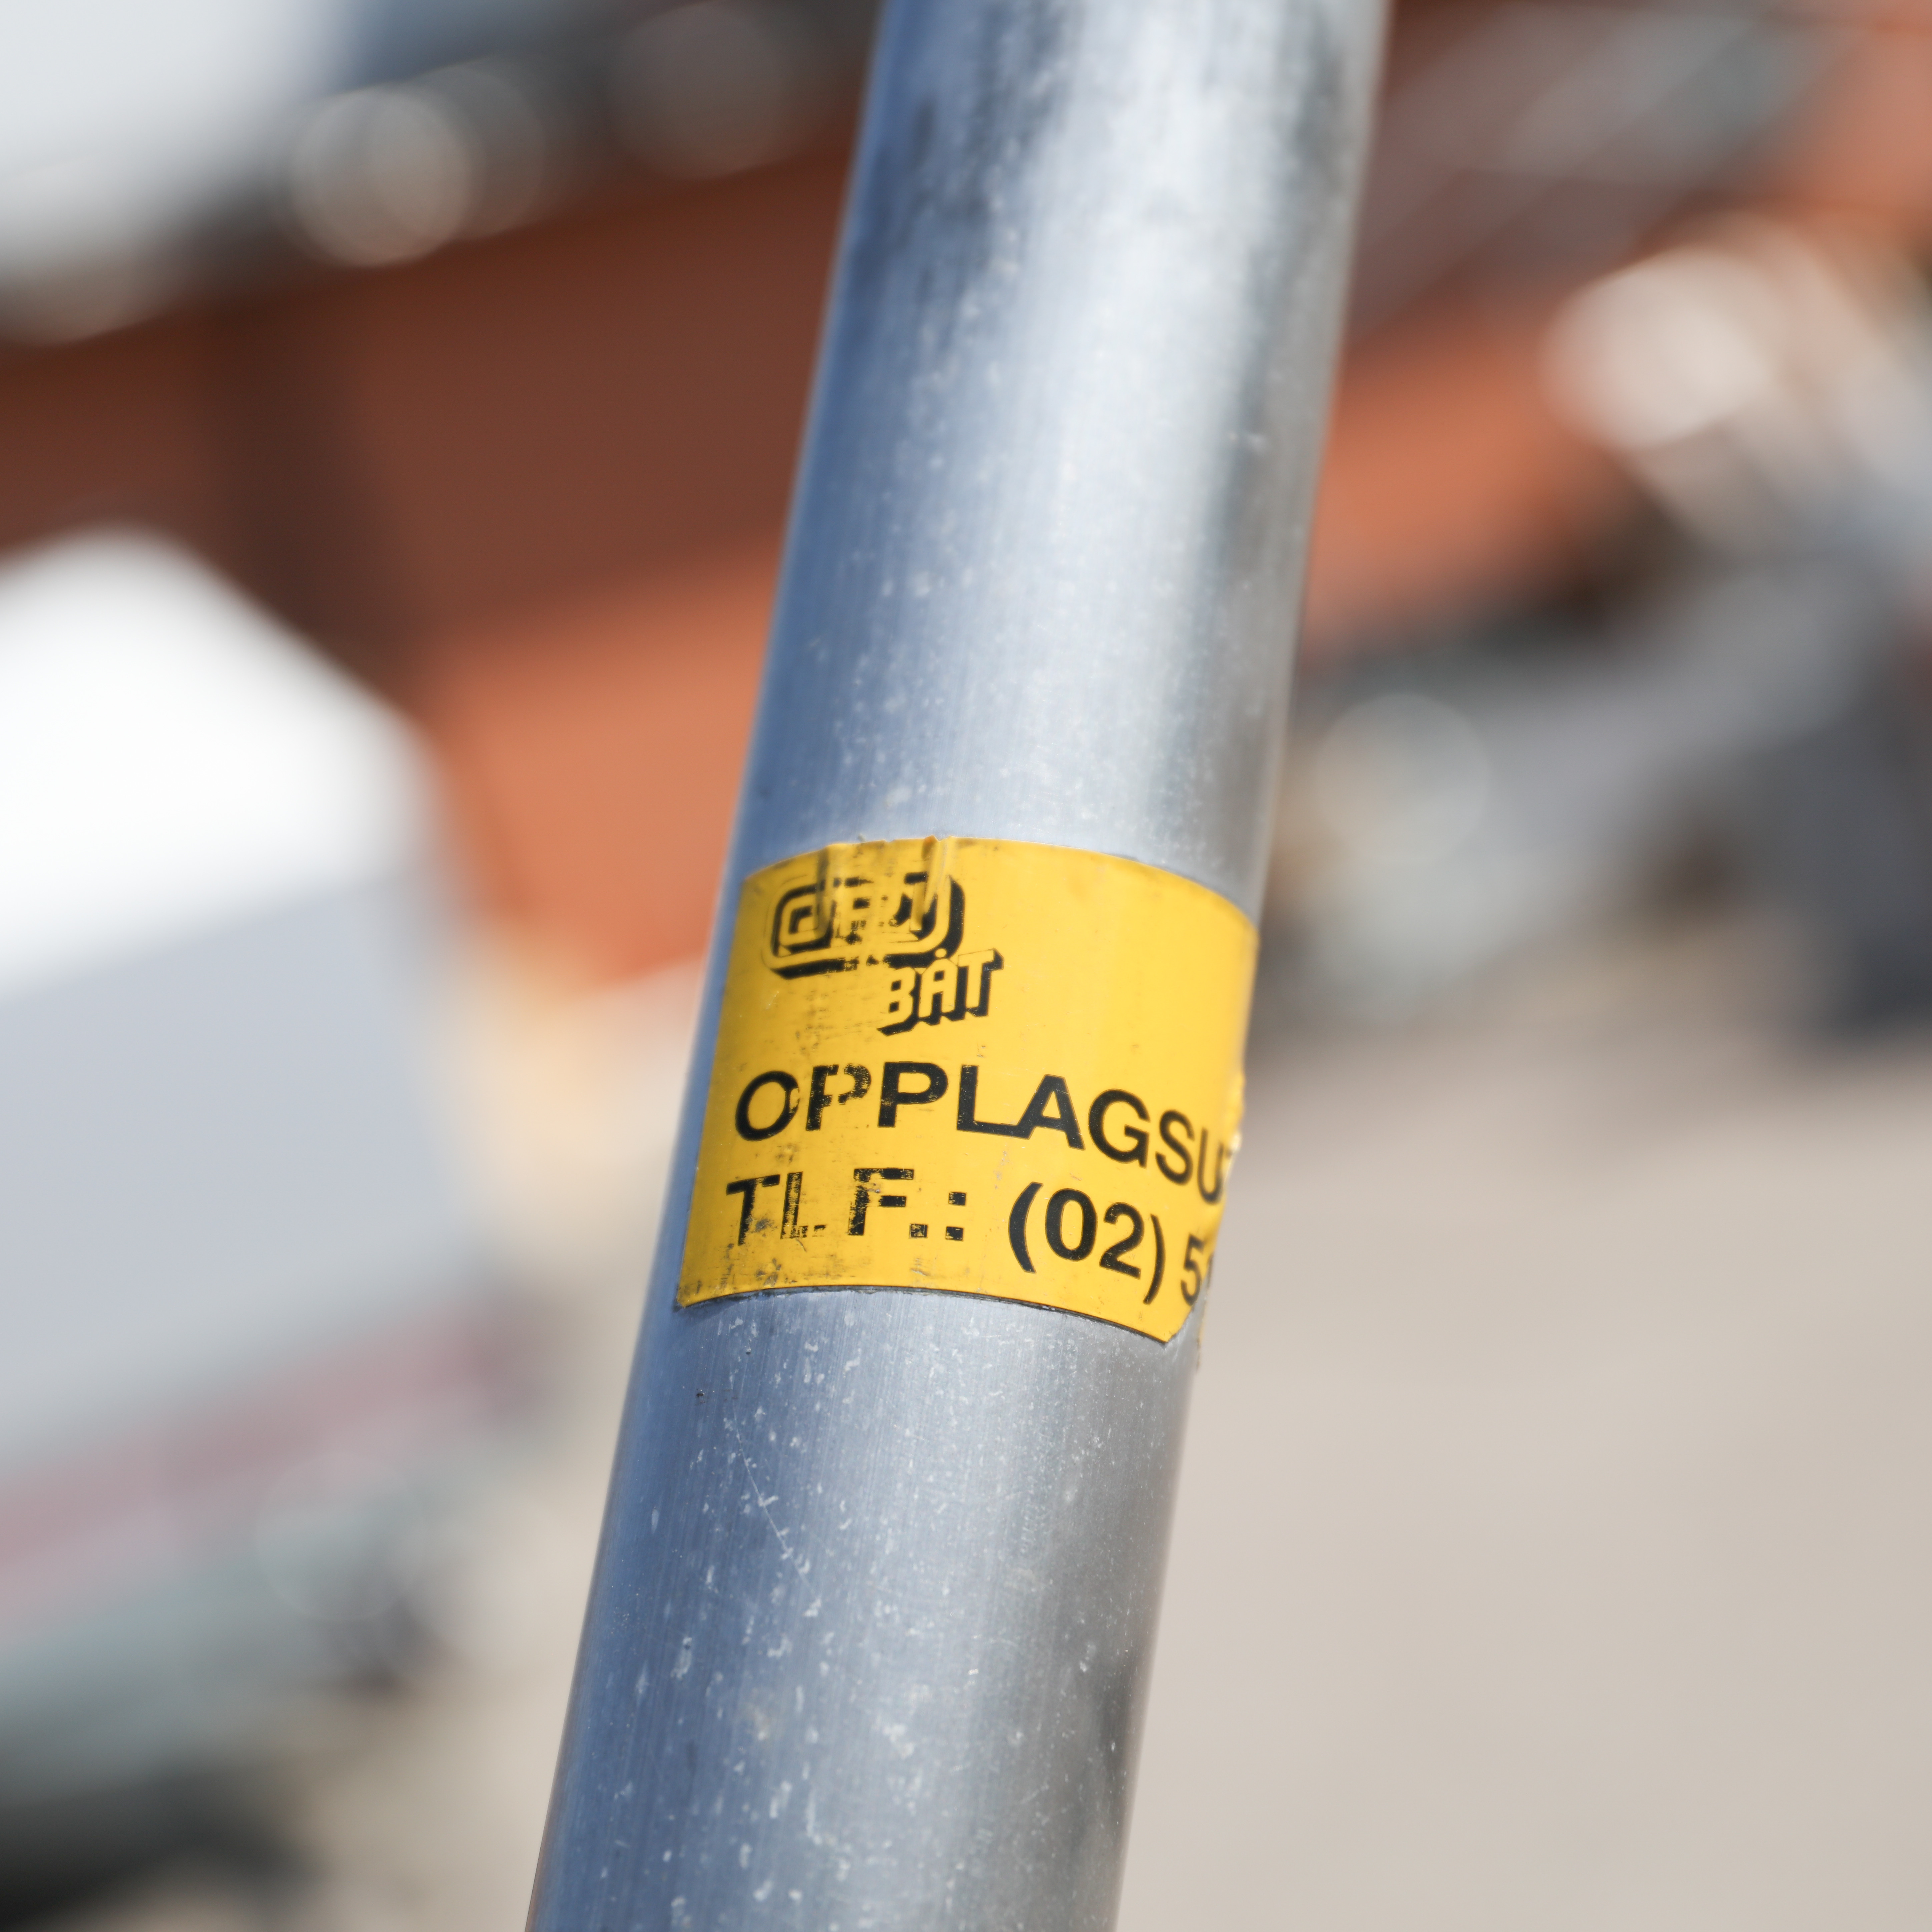 BÅT
OPPLAGSU
TLF.: (02) 5